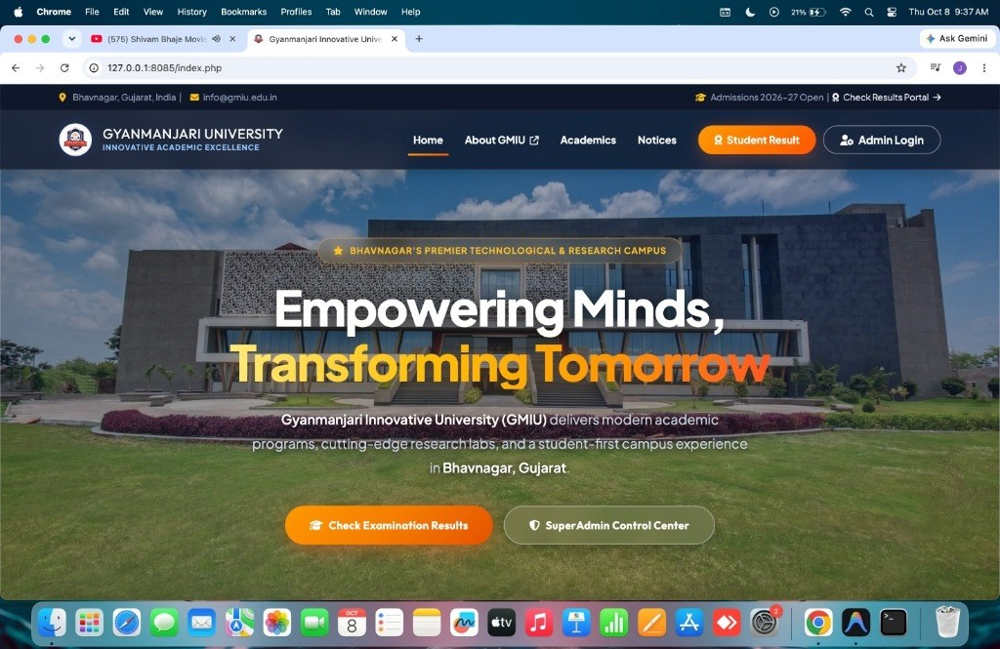 Chrome File Edit View History Bookmarks Profiles Tab Window Help 21% Thu Oct 8 9:37 AM
(575) Shivam Bhaje Movie Gyanmanjari Innovative Unive Ask Gemini
127.0.0.1:8085/index.php J
Bhavnagar, Gujarat, India | info@gmiu.edu.in Admissions 2026-27 Open | Check Results Portal →
GYANMANJARI UNIVERSITY
INNOVATIVE ACADEMIC EXCELLENCE
Home About GMIU Academics Notices Student Result Admin Login
BHAVNAGAR'S PREMIER TECHNOLOGICAL & RESEARCH CAMPUS
Empowering Minds,
Transforming Tomorrow
Gyanmanjari Innovative University (GMIU) delivers modern academic
programs, cutting-edge research labs, and a student-first campus experience
in Bhavnagar, Gujarat.
Check Examination Results SuperAdmin Control Center
OCT
8
tv
2